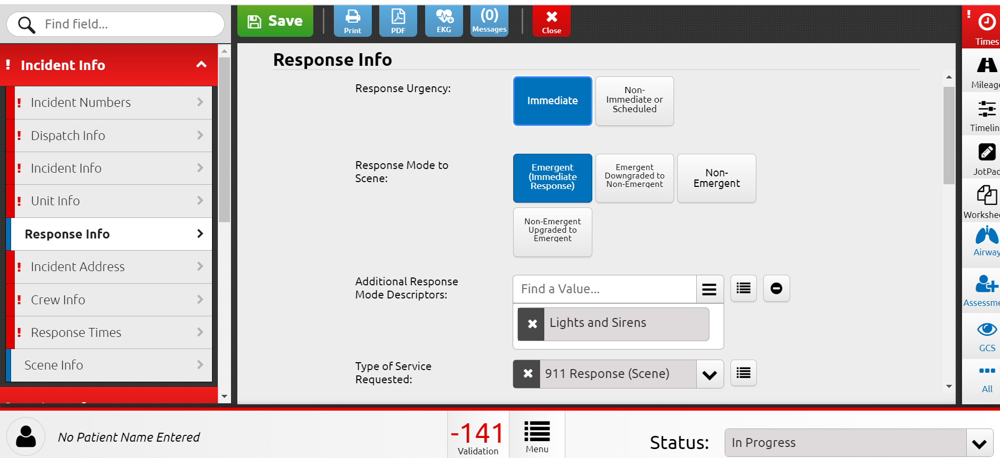 Find field...
Save
Print
PDF
EKG
(0)
Messages
Close
! Times
! Incident Info
! Incident Numbers
! Dispatch Info
! Incident Info
! Unit Info
Response Info
! Incident Address
! Crew Info
! Response Times
Scene Info
Response Info
Response Urgency:
Immediate
Non-
Immediate or
Scheduled
Response Mode to
Scene:
Emergent
(Immediate
Response)
Emergent
Downgraded to
Non-Emergent
Non-
Emergent
Non-Emergent
Upgraded to
Emergent
Additional Response
Mode Descriptors:
Find a Value...
Lights and Sirens
Type of Service
Requested:
911 Response (Scene)
Mileag
Timelin
JotPad
Workshe
Airway
Assessme
GCS
All
No Patient Name Entered
-141
Validation
Menu
Status:
In Progress